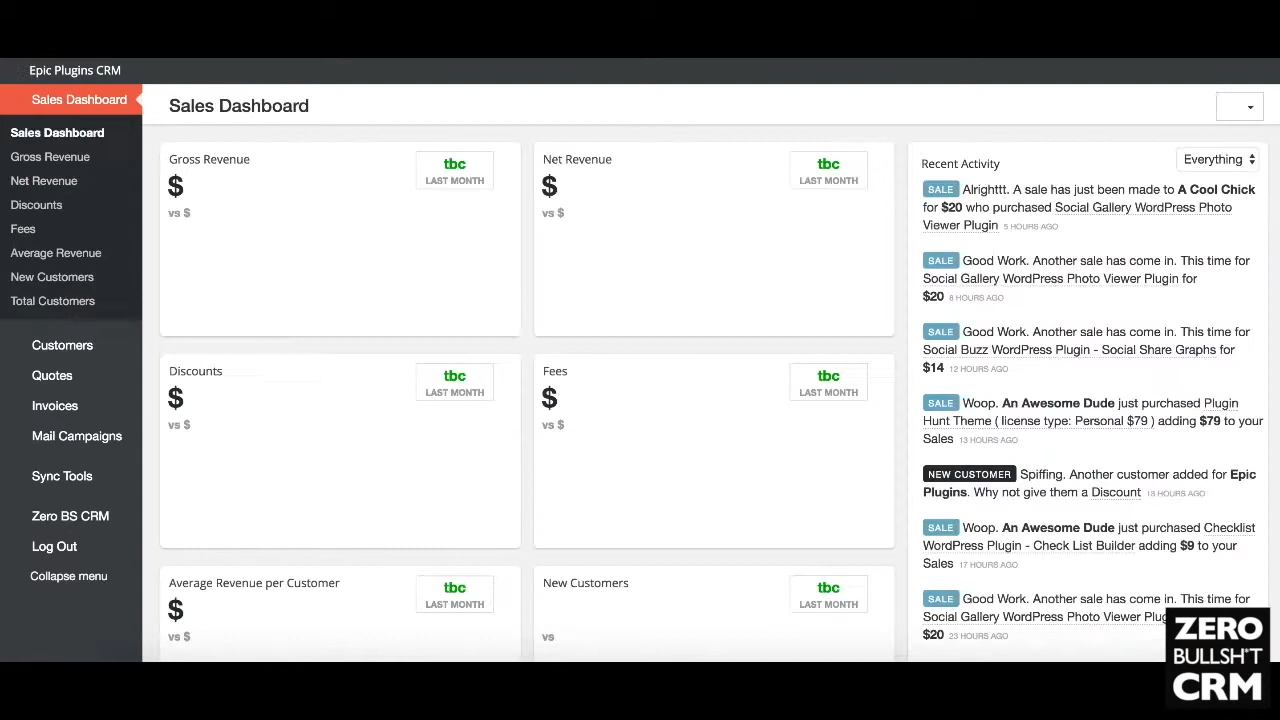 Epic Plugins CRM
Sales Dashboard
Sales Dashboard
Gross Revenue
Net Revenue
Discounts
Fees
Average Revenue
New Customers
Total Customers
Customers
Quotes
Invoices
Mail Campaigns
Sync Tools
Zero BS CRM
Log Out
Collapse menu
Sales Dashboard
Gross Revenue
tbc
LAST MONTH
$
vs $
Net Revenue
tbc
LAST MONTH
$
vs $
Discounts
tbc
LAST MONTH
$
vs $
Fees
tbc
LAST MONTH
$
vs $
Average Revenue per Customer
tbc
LAST MONTH
$
vs $
New Customers
tbc
LAST MONTH
vs
Recent Activity
Everything
SALE Alrighttt. A sale has just been made to A Cool Chick
for $20 who purchased Social Gallery WordPress Photo
Viewer Plugin 5 HOURS AGO
SALE Good Work. Another sale has come in. This time for
Social Gallery WordPress Photo Viewer Plugin for
$20 8 HOURS AGO
SALE Good Work. Another sale has come in. This time for
Social Buzz WordPress Plugin - Social Share Graphs for
$14 12 HOURS AGO
SALE Woop. An Awesome Dude just purchased Plugin
Hunt Theme ( license type: Personal $79 ) adding $79 to your
Sales 13 HOURS AGO
NEW CUSTOMER Spiffing. Another customer added for Epic
Plugins. Why not give them a Discount 13 HOURS AGO
SALE Woop. An Awesome Dude just purchased Checklist
WordPress Plugin - Check List Builder adding $9 to your
Sales 17 HOURS AGO
SALE Good Work. Another sale has come in. This time for
Social Gallery WordPress Photo Viewer
$20 23 HOURS AGO
ZERO
BULLSH*T
CRM